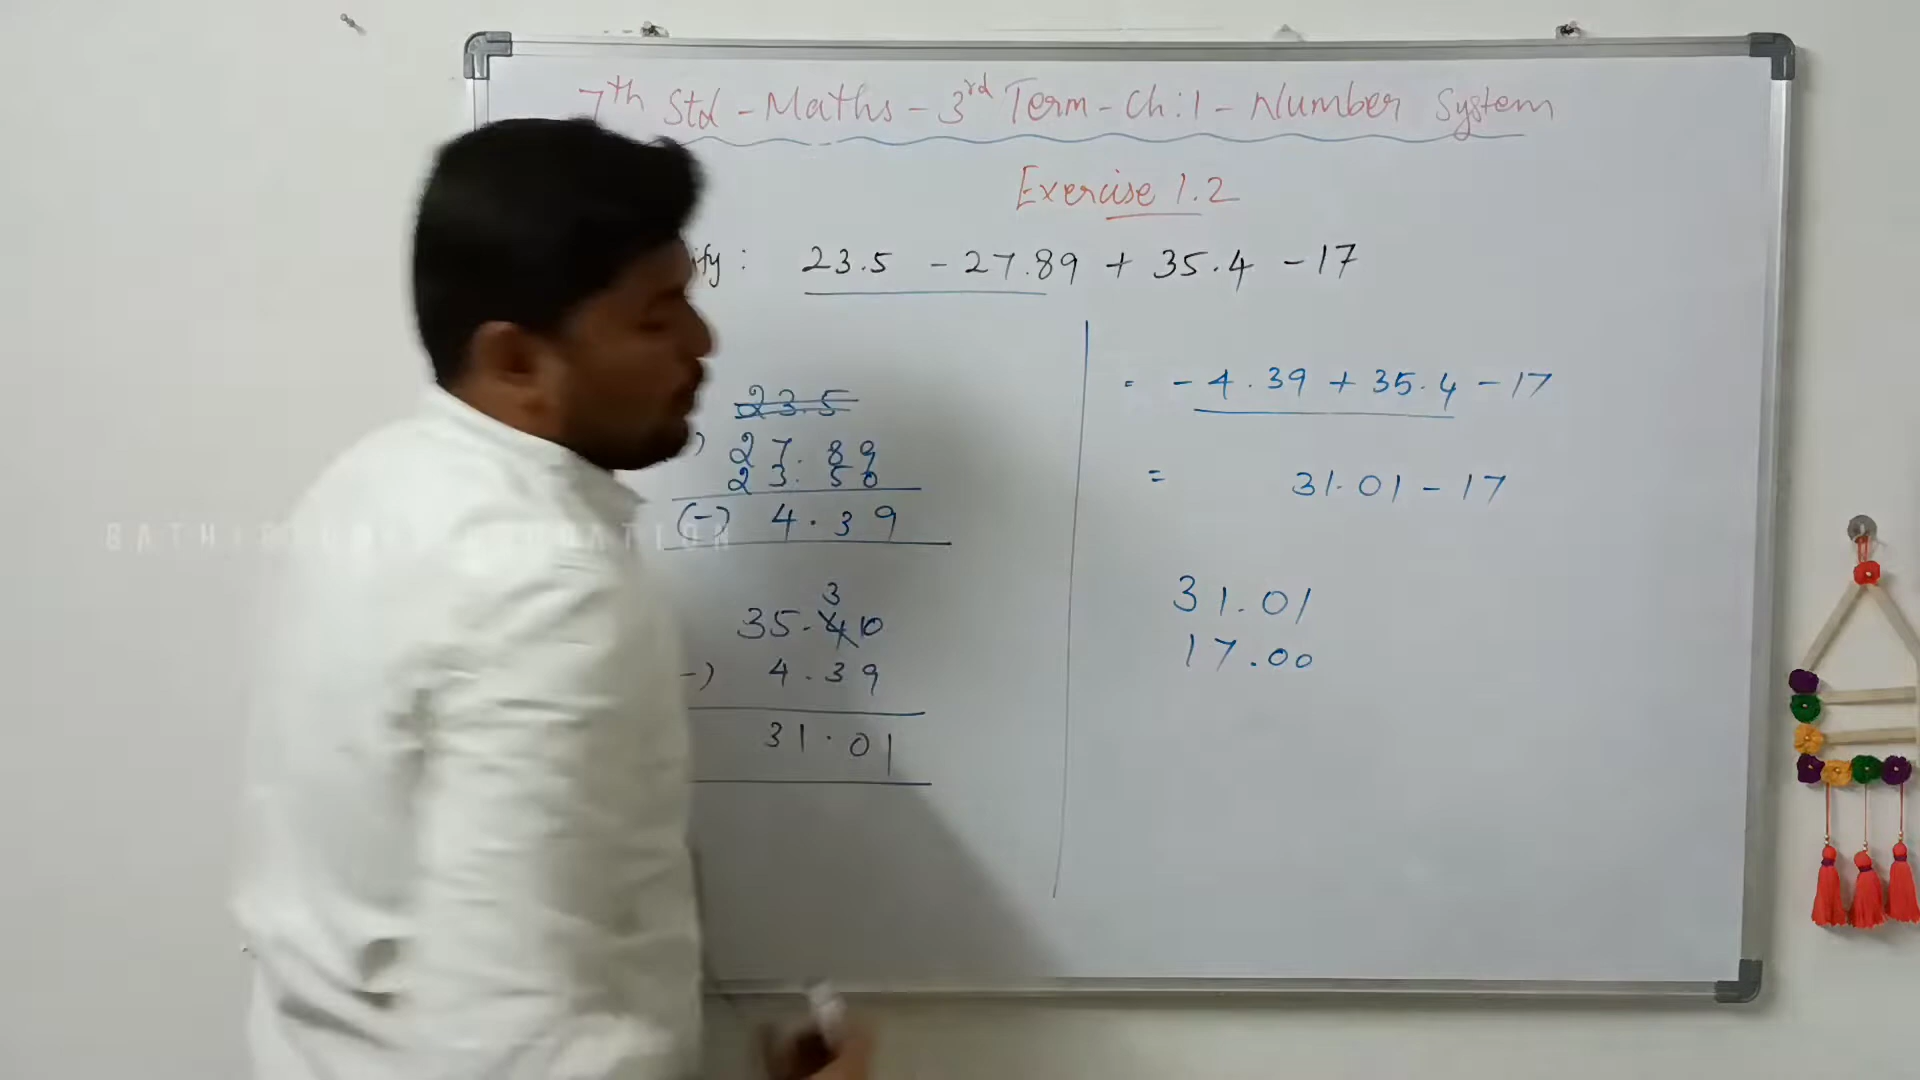 7th Std - Maths - 3rd Term - Ch:1 - Number System
Exercise 1.2
ify : 23.5 - 27.89 + 35.4 - 17
23.5
) 27.89
23.50
(-) 4.39
3
35.410
-) 4.39
31.01
= - 4.39 + 35.4 - 17
= 31.01 - 17
31.01
17.00